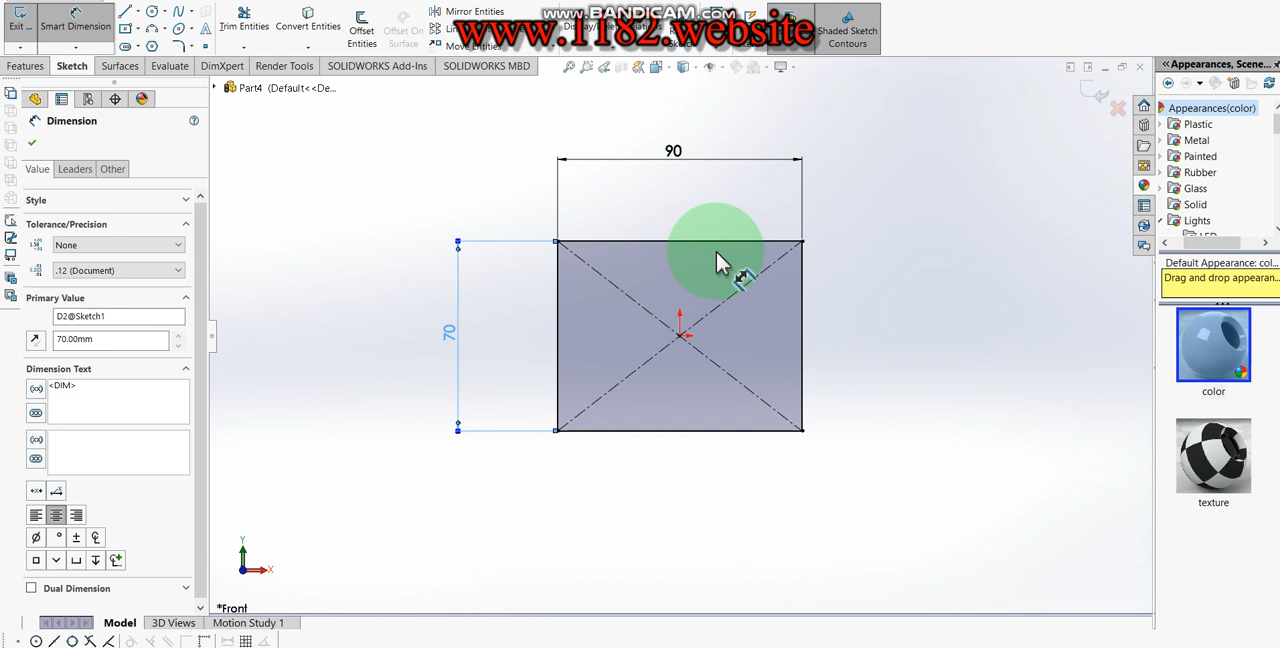 www.BANDICAM.com
www.1182.website
Exit ...
Smart Dimension
Trim Entities
Convert Entities
Offset Entities
Offset On Surface
Mirror Entities
Move Entities
Shaded Sketch Contours
Features
Sketch
Surfaces
Evaluate
DimXpert
Render Tools
SOLIDWORKS Add-Ins
SOLIDWORKS MBD
Part4 (Default<<De...
Dimension
Value
Leaders
Other
Style
Tolerance/Precision
None
.12 (Document)
Primary Value
D2@Sketch1
70.00mm
Dimension Text
<DIM>
Dual Dimension
90
70
Y
X
*Front
Model
3D Views
Motion Study 1
Appearances, Scene...
Appearances(color)
Plastic
Metal
Painted
Rubber
Glass
Solid
Lights
Default Appearance: col...
Drag and drop appearan...
color
texture